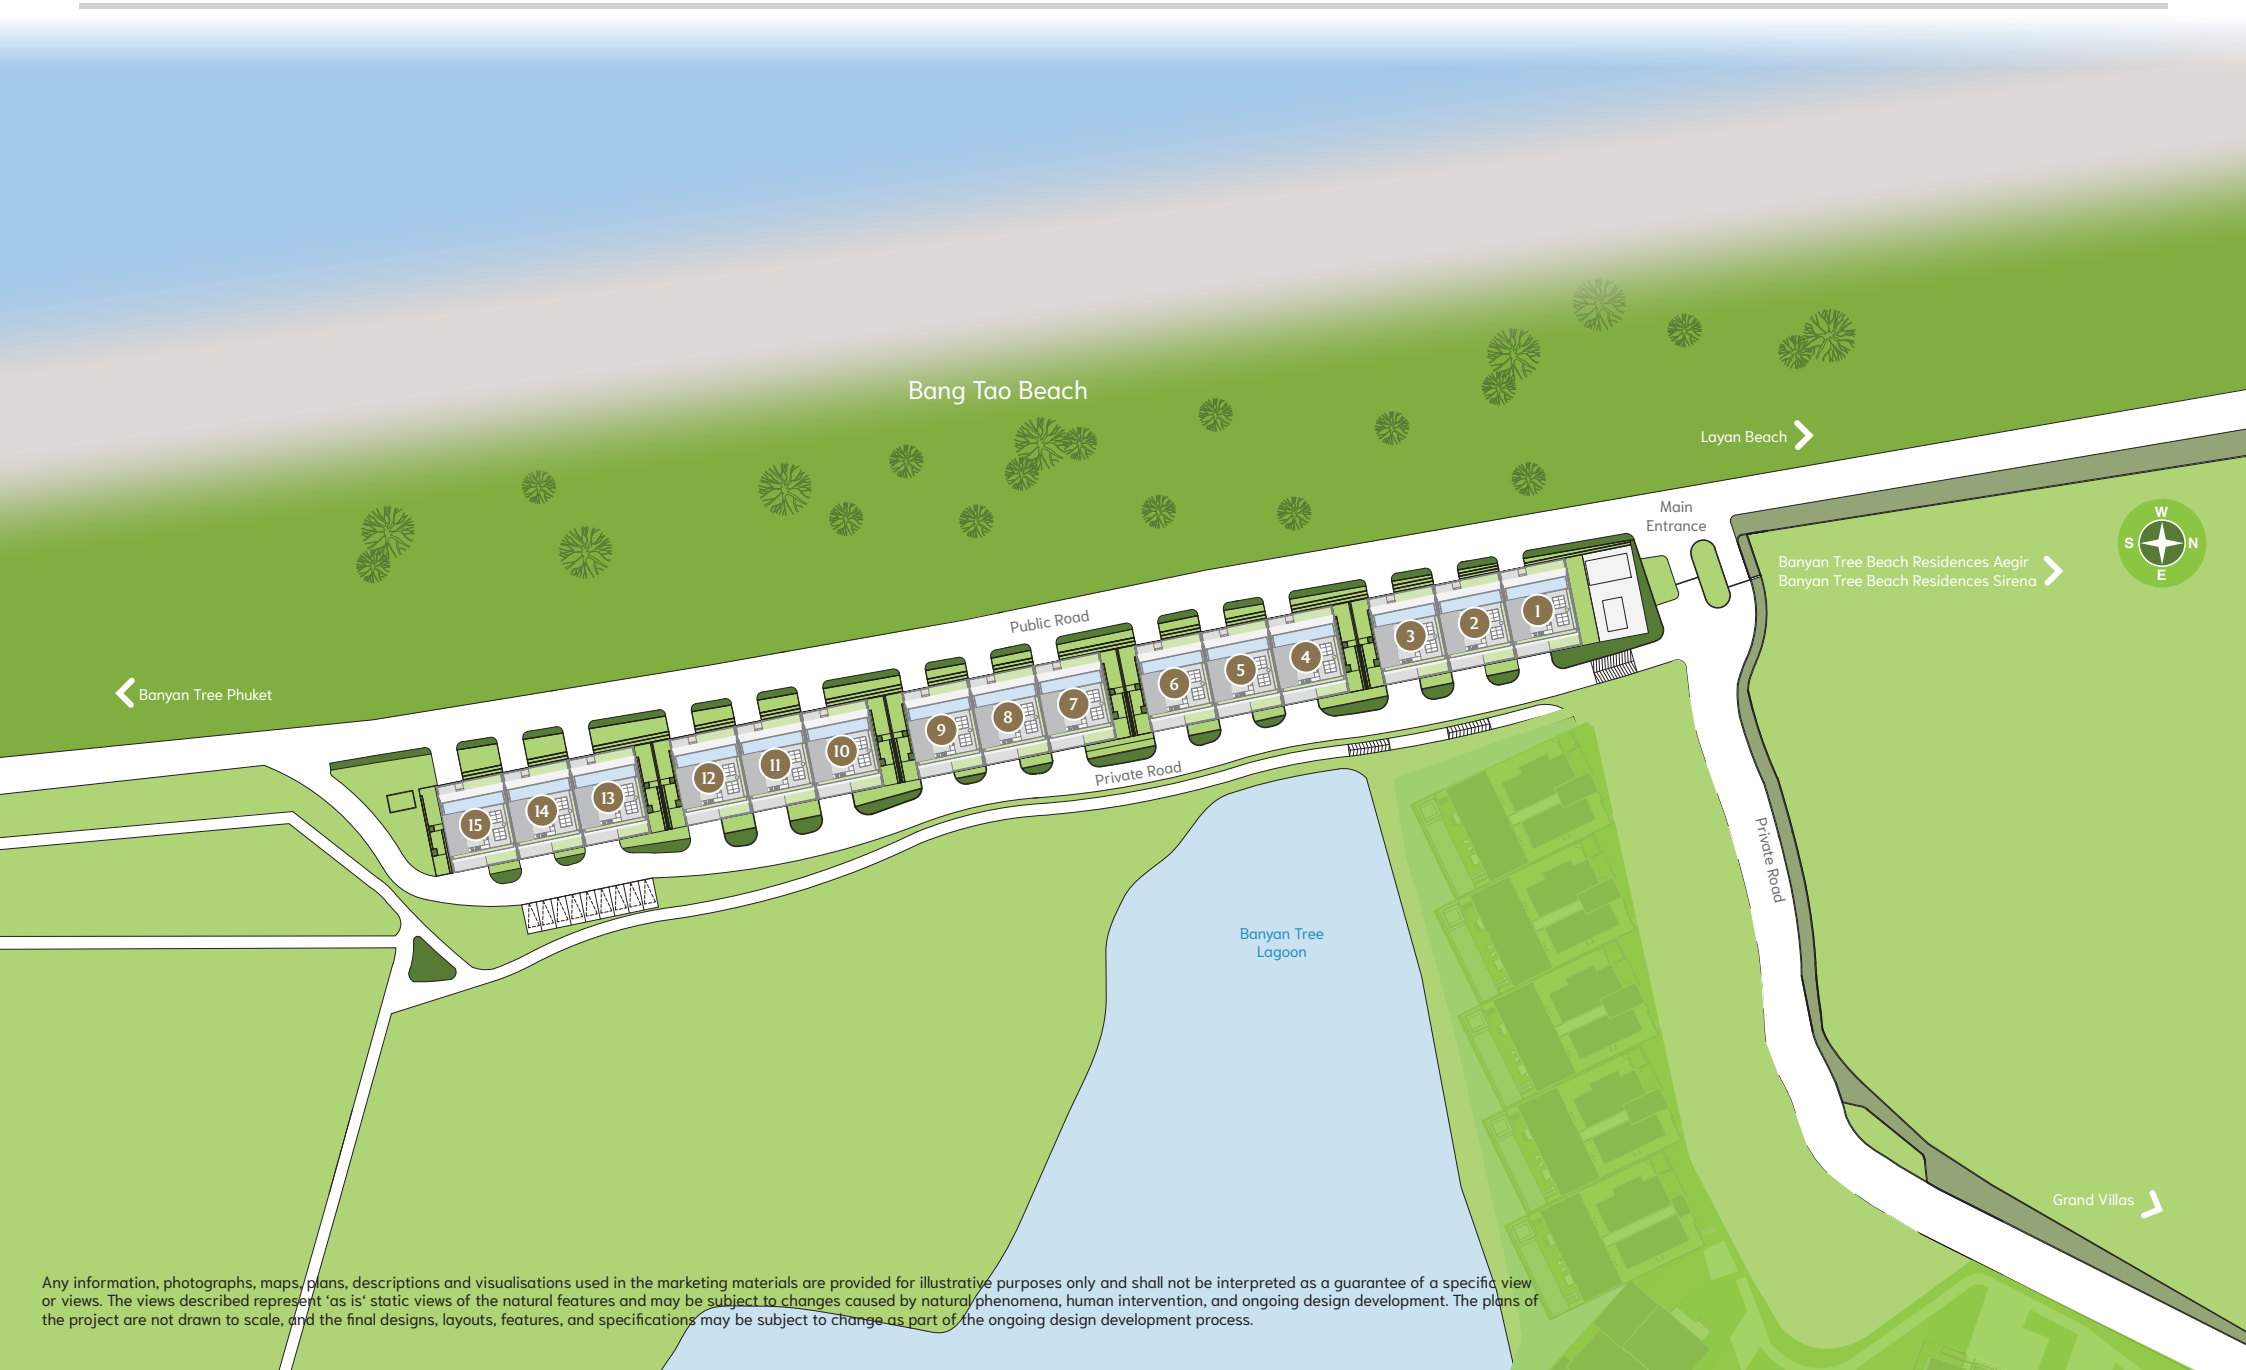 Bang Tao Beach
Layan Beach
Main
Entrance
W
S
N
E
Banyan Tree Beach Residences Aegir
Banyan Tree Beach Residences Sirena
Public Road
Banyan Tree Phuket
1
2
3
4
5
6
7
8
9
10
11
12
13
14
15
Private Road
Private Road
Banyan Tree
Lagoon
Grand Villas
Any information, photographs, maps, plans, descriptions and visualisations used in the marketing materials are provided for illustrative purposes only and shall not be interpreted as a guarantee of a specific view
or views. The views described represent ‘as is‘ static views of the natural features and may be subject to changes caused by natural phenomena, human intervention, and ongoing design development. The plans of
the project are not drawn to scale, and the final designs, layouts, features, and specifications may be subject to change as part of the ongoing design development process.